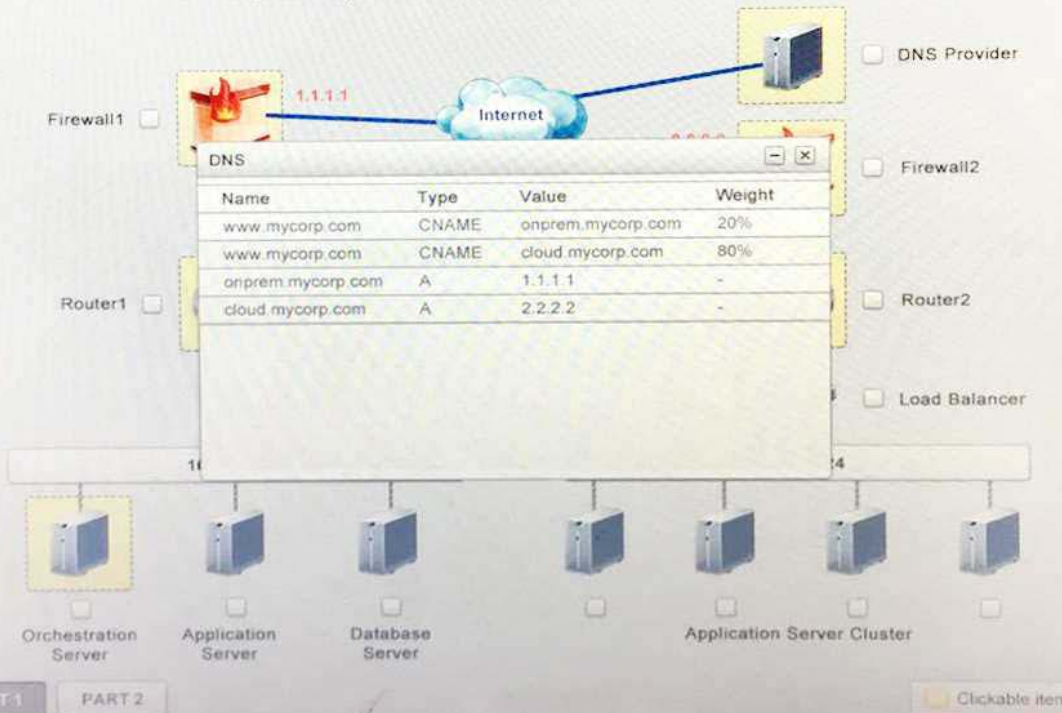 DNS Provider
Firewall1
1.1.1.1
Internet
Firewall2
DNS
Name Type Value Weight
www.mycorp.com CNAME onprem.mycorp.com 20%
www.mycorp.com CNAME cloud.mycorp.com 80%
onprem.mycorp.com A 1.1.1.1 -
cloud.mycorp.com A 2.2.2.2 -
Router1
Router2
Load Balancer
Orchestration
Server
Application
Server
Database
Server
Application Server Cluster
PART 2
Clickable